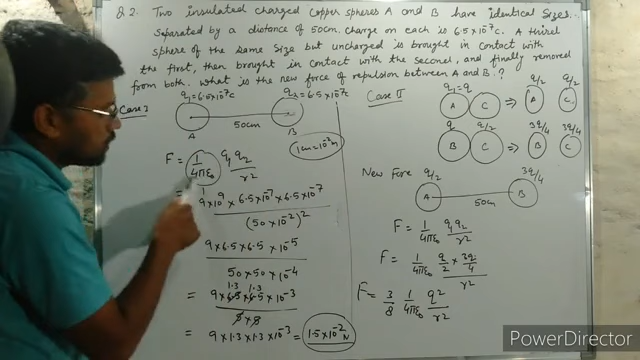 Q 2. Two insulated charged Copper spheres A and B have identical sizes.
Separated by a distance of 50cm. charge on each is 6.5×10⁻⁷c. A third
sphere of the same size but uncharged is brought in contact with
the first, then brought in contact with the second, and finally removed
from both. What is the new force of repulsion between A and B.?
Case I
q₁=6.5×10⁻⁷c q₂=6.5×10⁻⁷c
50cm
A B
1cm=10⁻²m
F = 1/4πε₀ q₁q₂/r²
= 9×10⁹ × 6.5×10⁻⁷ × 6.5×10⁻⁷ / (50×10⁻²)²
9×6.5×6.5×10⁻⁵ / 50×50×10⁻⁴
1.3 1.3
= 9×6.5×6.5×10⁻³ / 5×5
= 9×1.3×1.3×10⁻³ = 1.5×10⁻² N
Case II
q₁=q q/2 q/2
A C ⇒ A C
q q/2 3q/4 3q/4
B C ⇒ B C
New Force q/2 3q/4
A 50cm B
F = 1/4πε₀ q₁q₂/r²
F = 1/4πε₀ q/2 × 3q/4 / r²
F = 3/8 1/4πε₀ q²/r²
PowerDirector